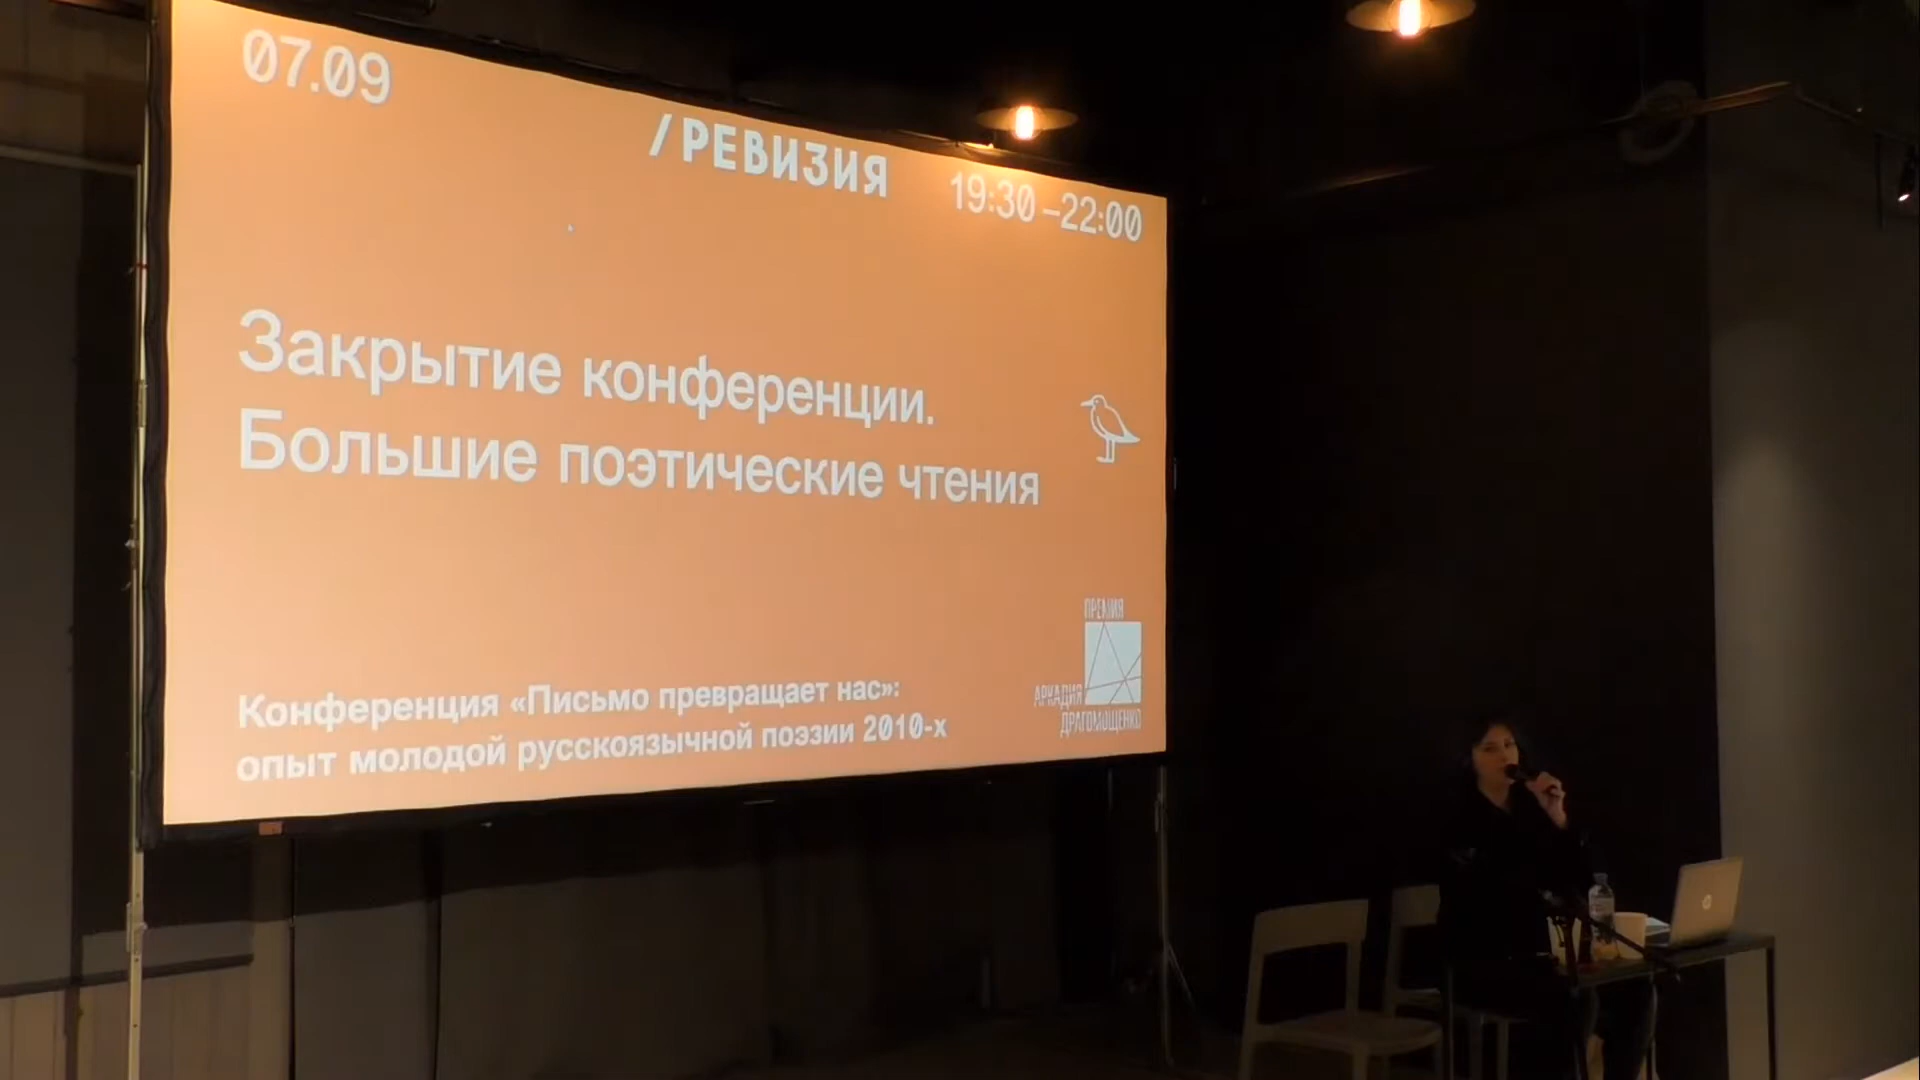 07.09
/РЕВИЗИЯ
19:30–22:00
Закрытие конференции.
Большие поэтические чтения
ПРЕМИЯ
АРКАДИЯ
ДРАГОМОЩЕНКО
Конференция «Письмо превращает нас»:
опыт молодой русскоязычной поэзии 2010-х
hp